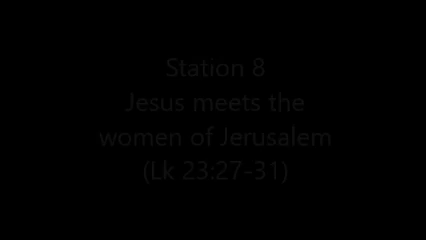 Station 8
Jesus meets the
women of Jerusalem
(Lk 23:27-31)